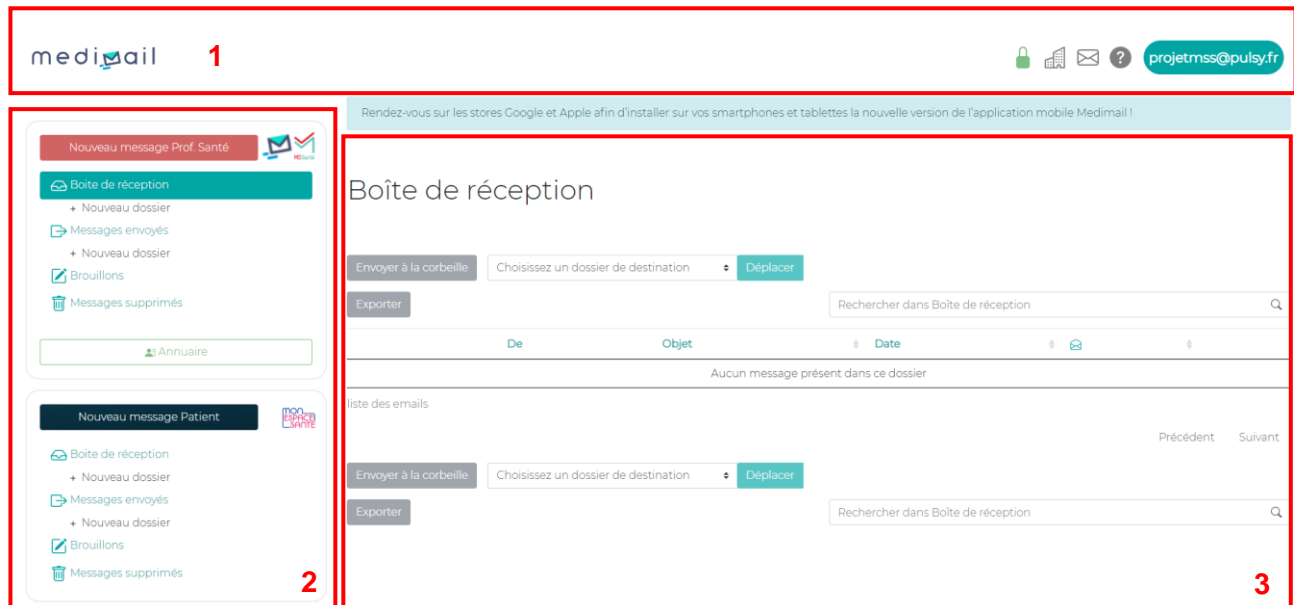 medimail
1
?
projetmss@pulsy.fr
Rendez-vous sur les stores Google et Apple afin d'installer sur vos smartphones et tablettes la nouvelle version de l'application mobile Medimail !
Nouveau message Prof. Santé
Boite de réception
+ Nouveau dossier
Messages envoyés
+ Nouveau dossier
Brouillons
Messages supprimés
Annuaire
Nouveau message Patient
MON ESPACE SANTÉ
Boite de réception
+ Nouveau dossier
Messages envoyés
+ Nouveau dossier
Brouillons
Messages supprimés
2
Boîte de réception
Envoyer à la corbeille Choisissez un dossier de destination Déplacer
Exporter Rechercher dans Boîte de réception
De Objet Date
Aucun message présent dans ce dossier
liste des emails
Précédent Suivant
Envoyer à la corbeille Choisissez un dossier de destination Déplacer
Exporter Rechercher dans Boîte de réception
3